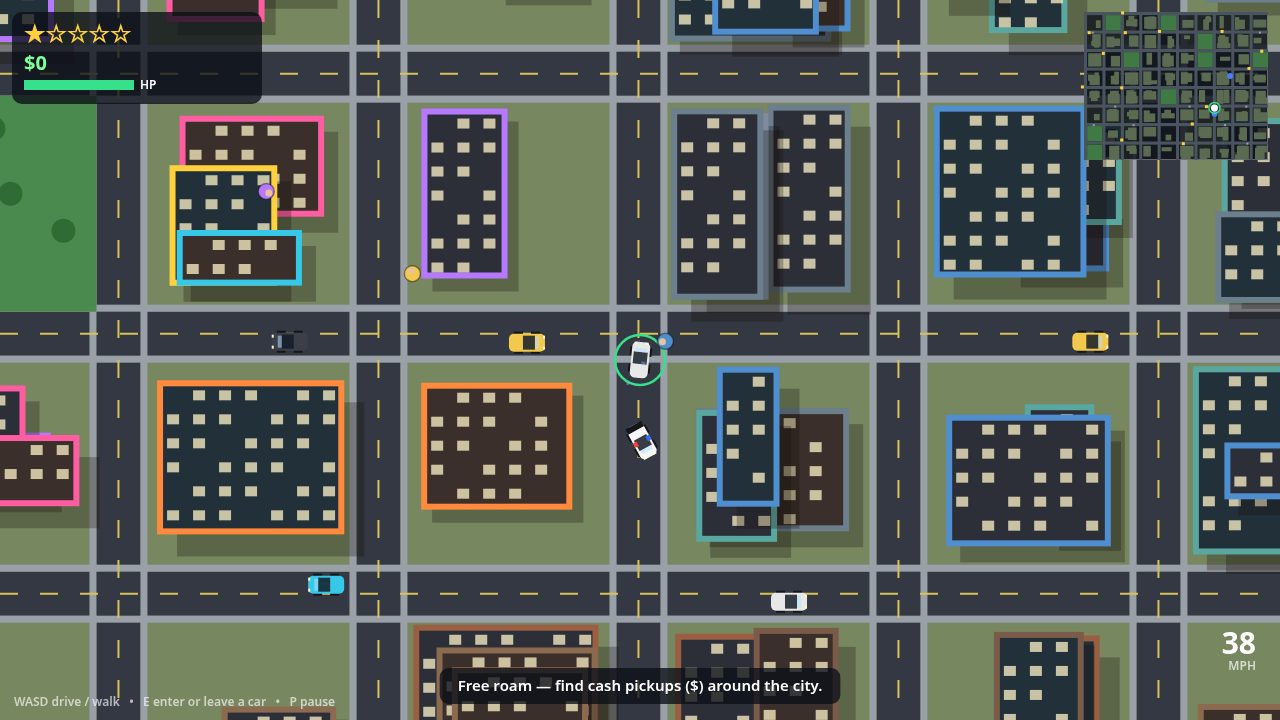 $0
HP
38
MPH
Free roam — find cash pickups ($) around the city.
WASD drive / walk • E enter or leave a car • P pause